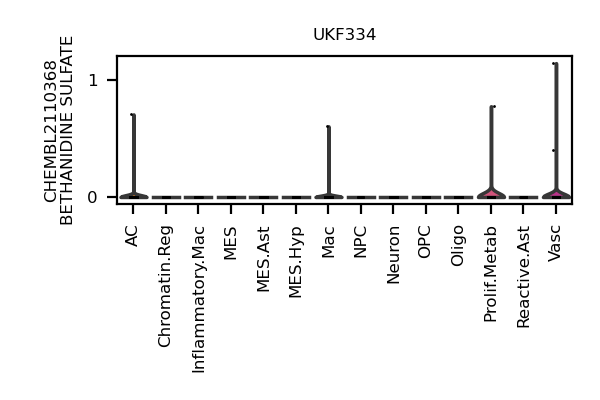 UKF334
CHEMBL2110368
BETHANIDINE SULFATE
1
0
AC
Chromatin.Reg
Inflammatory.Mac
MES
MES.Ast
MES.Hyp
Mac
NPC
Neuron
OPC
Oligo
Prolif.Metab
Reactive.Ast
Vasc